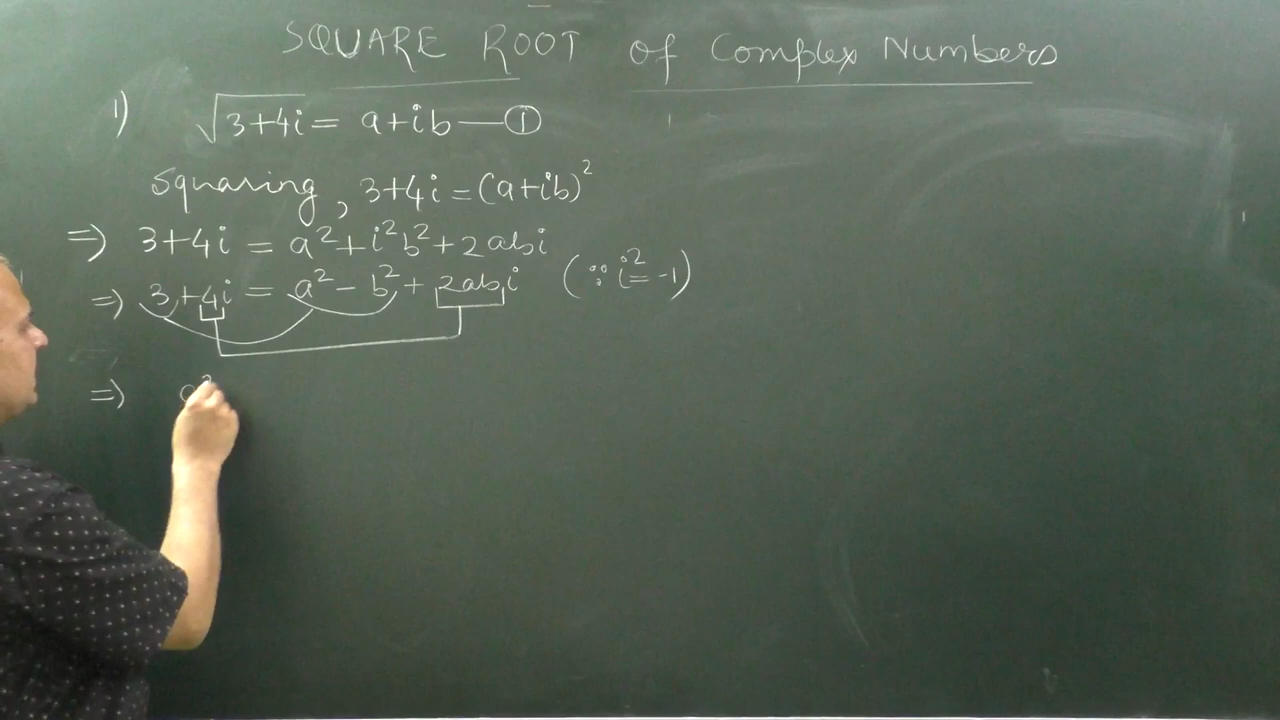 SQUARE ROOT of Complex Numbers
1) √3+4i = a+ib — ①
Squaring, 3+4i = (a+ib)²
=) 3+4i = a²+i²b²+2abi
=) 3+4i = a²-b²+2abi (∵ i²=-1)
=) a²